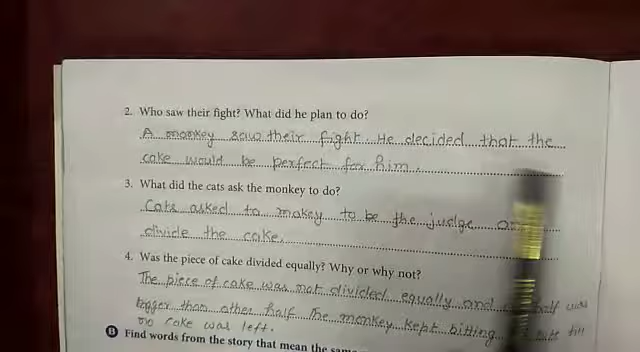 2. Who saw their fight? What did he plan to do?
A monkey saw their fight. He decided that the
cake would be perfect for him.
3. What did the cats ask the monkey to do?
Cats asked to mokey to be the judge
divide the cake.
4. Was the piece of cake divided equally? Why or why not?
The piece of cake was not divided equally and half was
bigger than other half the monkey kept bitting till
no cake was left.
B Find words from the story that mean the